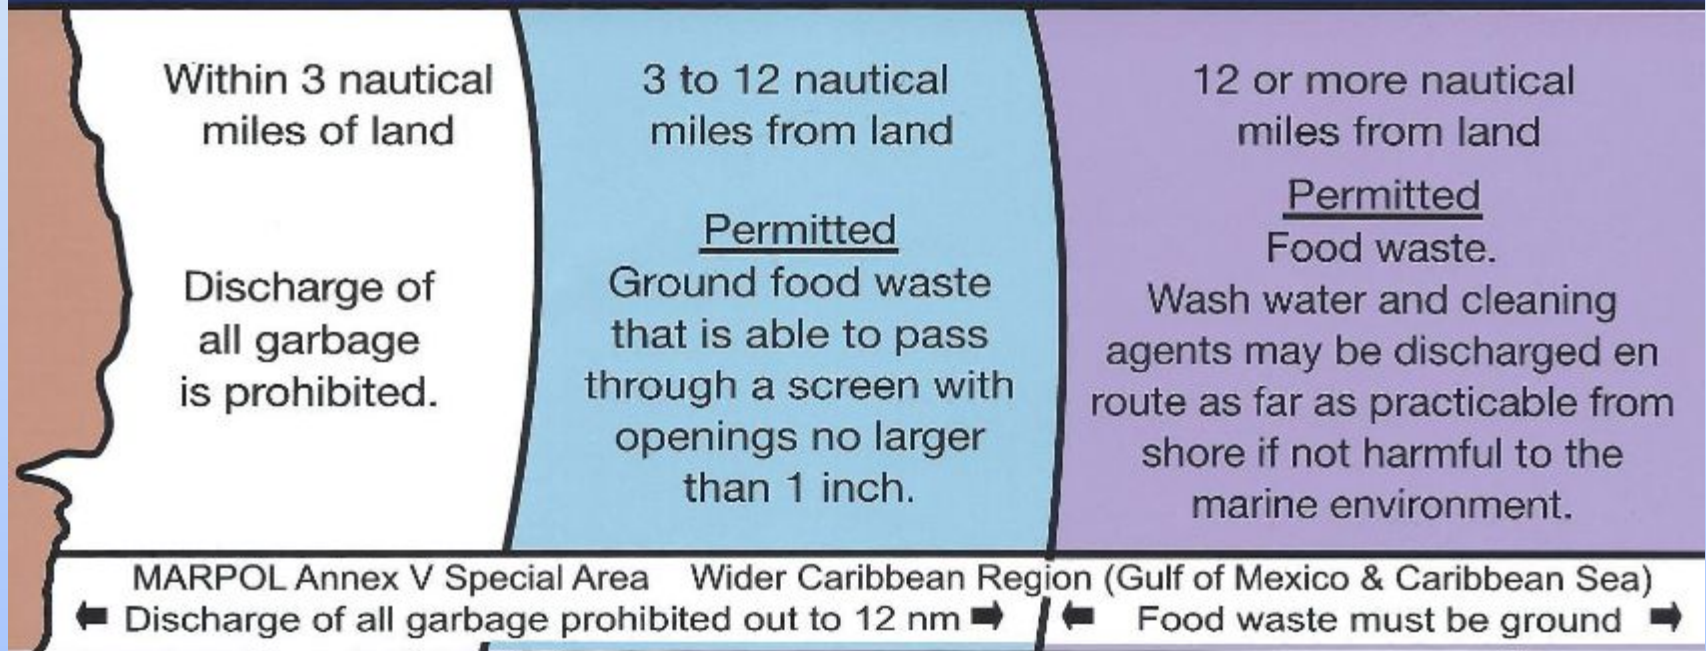 Within 3 nautical
miles of land
Discharge of
all garbage
is prohibited.
3 to 12 nautical
miles from land
Permitted
Ground food waste
that is able to pass
through a screen with
openings no larger
than 1 inch.
12 or more nautical
miles from land
Permitted
Food waste.
Wash water and cleaning
agents may be discharged en
route as far as practicable from
shore if not harmful to the
marine environment.
MARPOL Annex V Special Area Wider Caribbean Region (Gulf of Mexico & Caribbean Sea)
Discharge of all garbage prohibited out to 12 nm Food waste must be ground